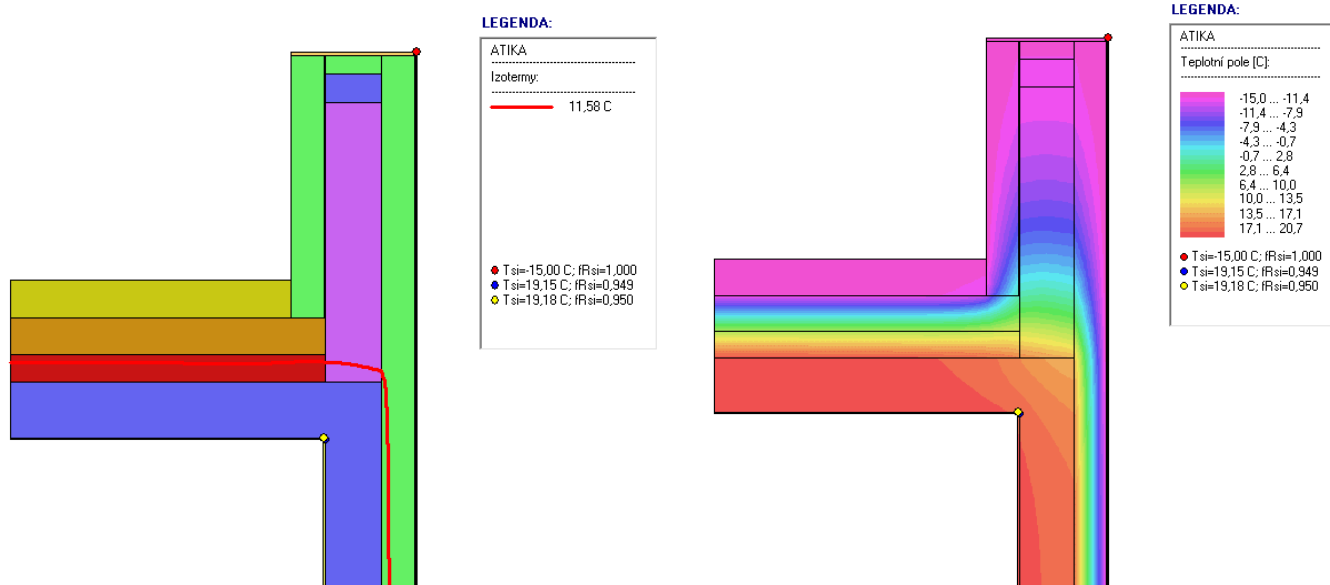 LEGENDA:
ATIKA
Izotermy:
11,58 C
Tsi=-15,00 C; fRsi=1,000
Tsi=19,15 C; fRsi=0,949
Tsi=19,18 C; fRsi=0,950
LEGENDA:
ATIKA
Teplotní pole [C]:
-15,0 ... -11,4
-11,4 ... -7,9
-7,9 ... -4,3
-4,3 ... -0,7
-0,7 ... 2,8
2,8 ... 6,4
6,4 ... 10,0
10,0 ... 13,5
13,5 ... 17,1
17,1 ... 20,7
Tsi=-15,00 C; fRsi=1,000
Tsi=19,15 C; fRsi=0,949
Tsi=19,18 C; fRsi=0,950